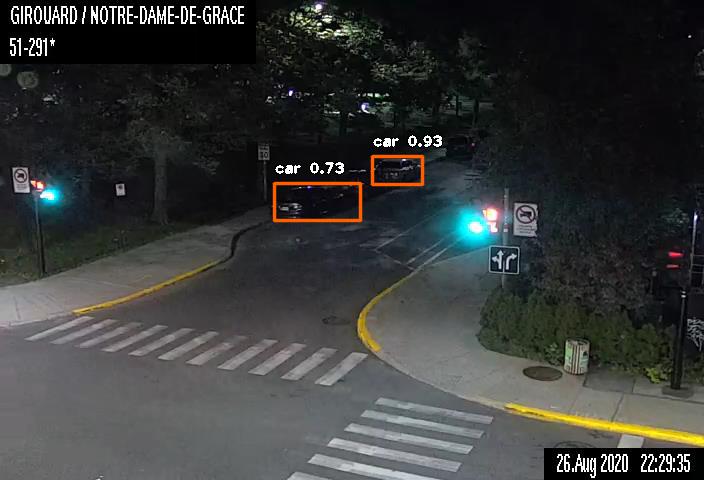 GIROUARD / NOTRE-DAME-DE-GRACE
51-291*
car 0.93
car 0.73
26.Aug 2020 22:29:35